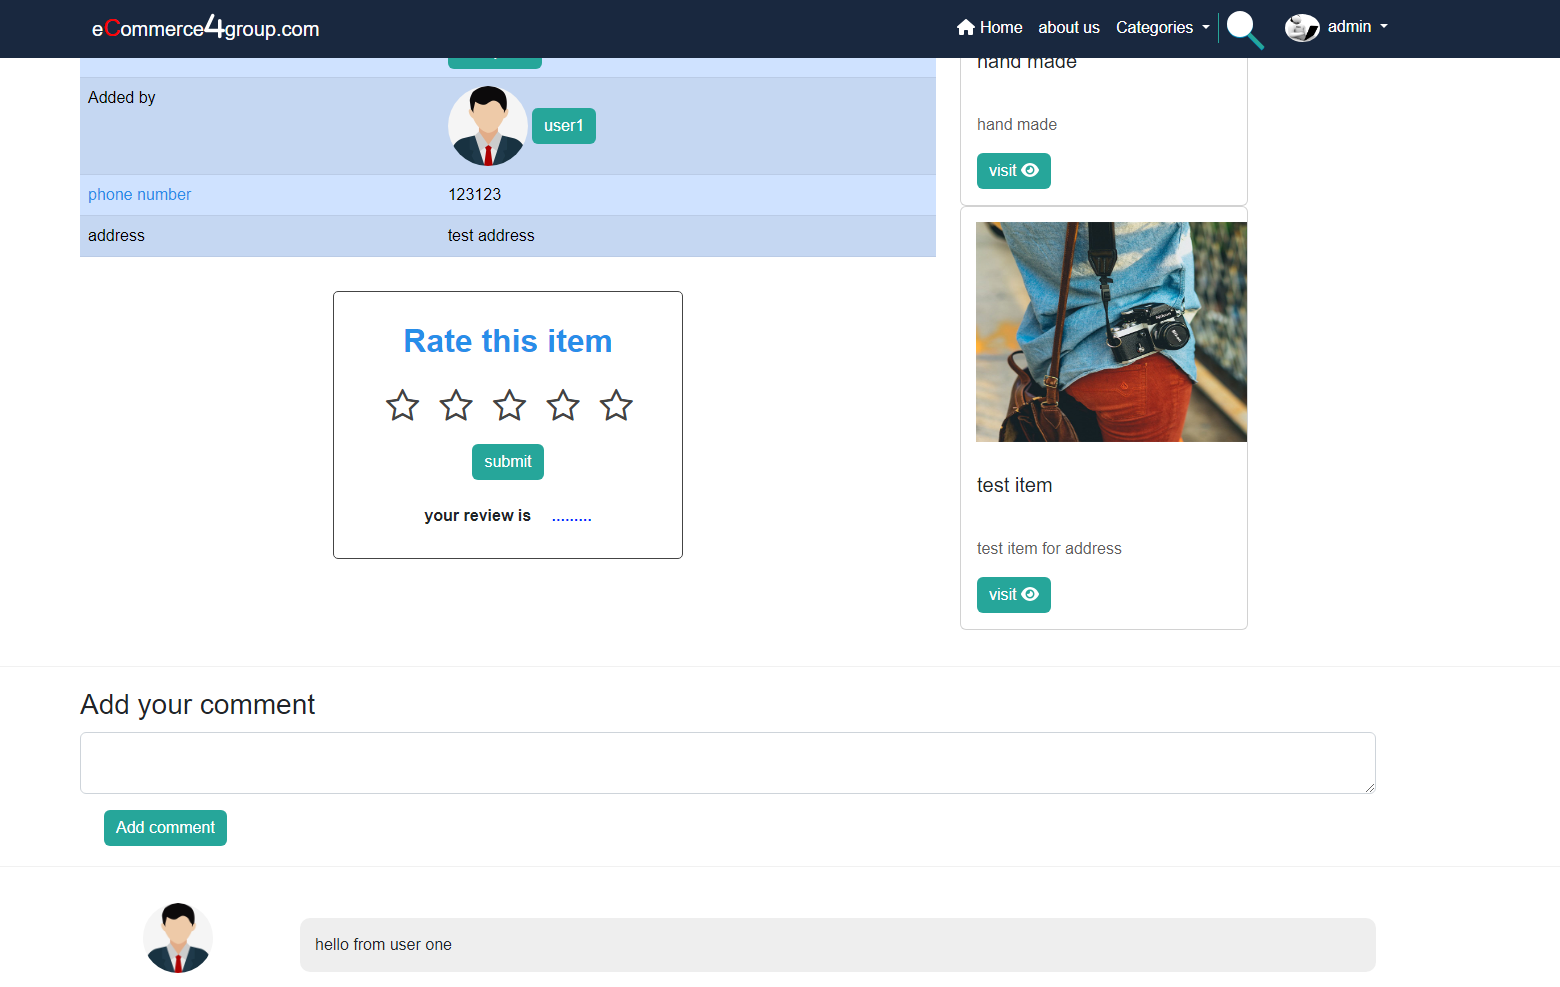 eCommerce4group.com
Home about us Categories admin
Added by user1
phone number 123123
address test address
Rate this item
submit
your review is .........
hand made
hand made
visit
test item
test item for address
visit
Add your comment
Add comment
hello from user one